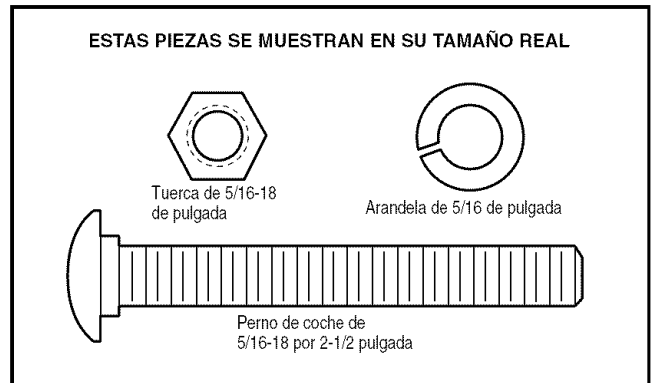 ESTAS PIEZAS SE MUESTRAN EN SU TAMAÑO REAL
Tuerca de 5/16-18
de pulgada
Arandela de 5/16 de pulgada
Perno de coche de
5/16-18 por 2-1/2 pulgada